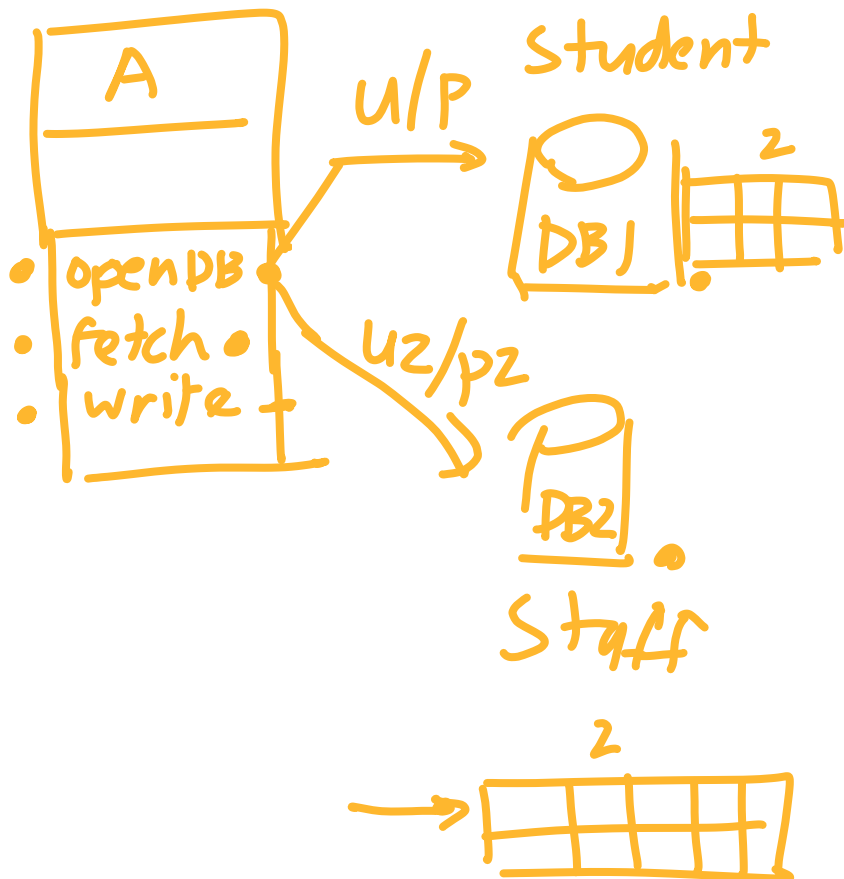 A
openDB
fetch
write
U/P
Student
DB1
2
U2/P2
DB2
Staff
2